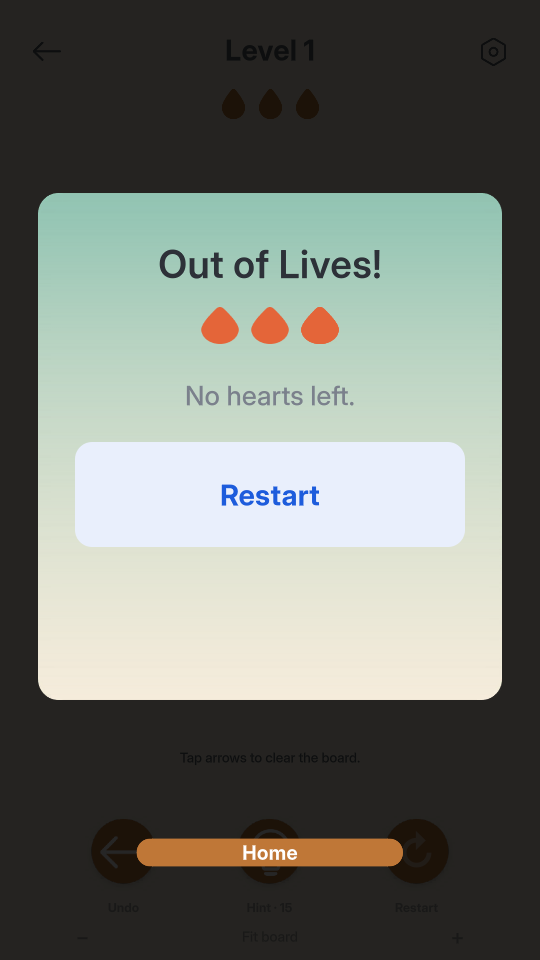 Level 1
Out of Lives!
No hearts left.
Restart
Tap arrows to clear the board.
Home
Undo
Hint · 15
Restart
− Fit board +